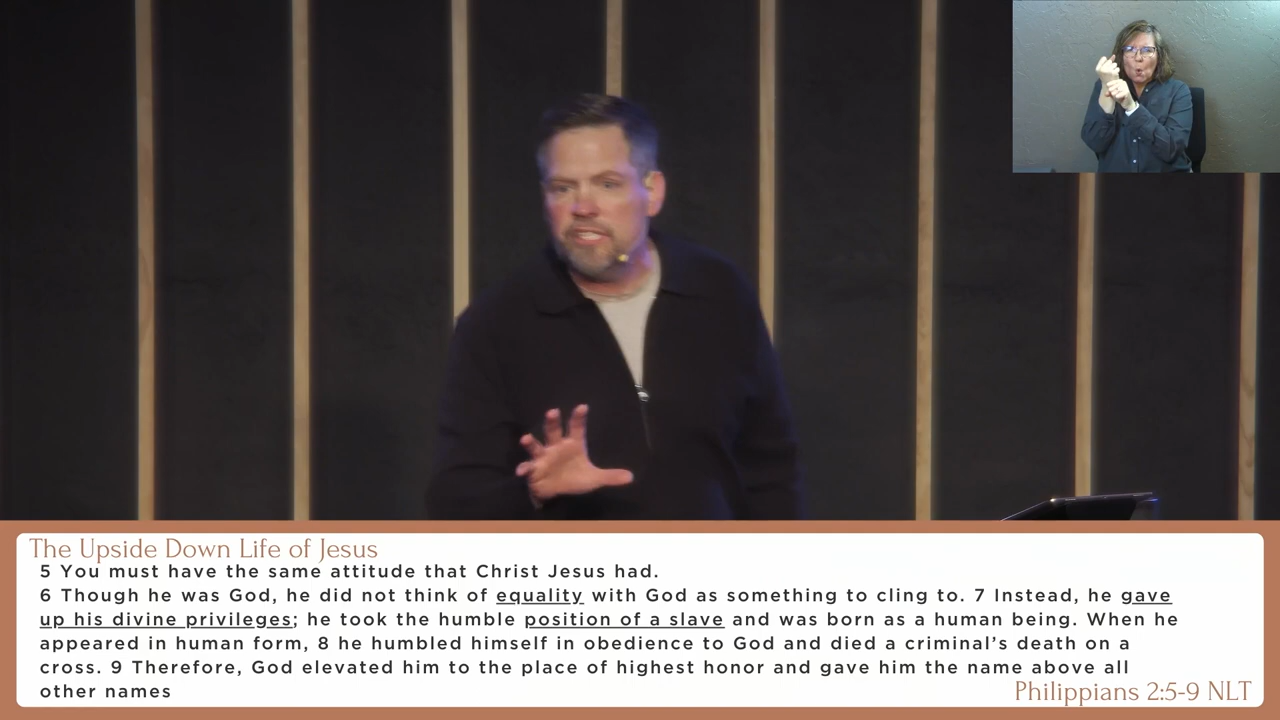 The Upside Down Life of Jesus
5 You must have the same attitude that Christ Jesus had.
6 Though he was God, he did not think of equality with God as something to cling to. 7 Instead, he gave
up his divine privileges; he took the humble position of a slave and was born as a human being. When he
appeared in human form, 8 he humbled himself in obedience to God and died a criminal's death on a
cross. 9 Therefore, God elevated him to the place of highest honor and gave him the name above all
other names
Philippians 2:5-9 NLT